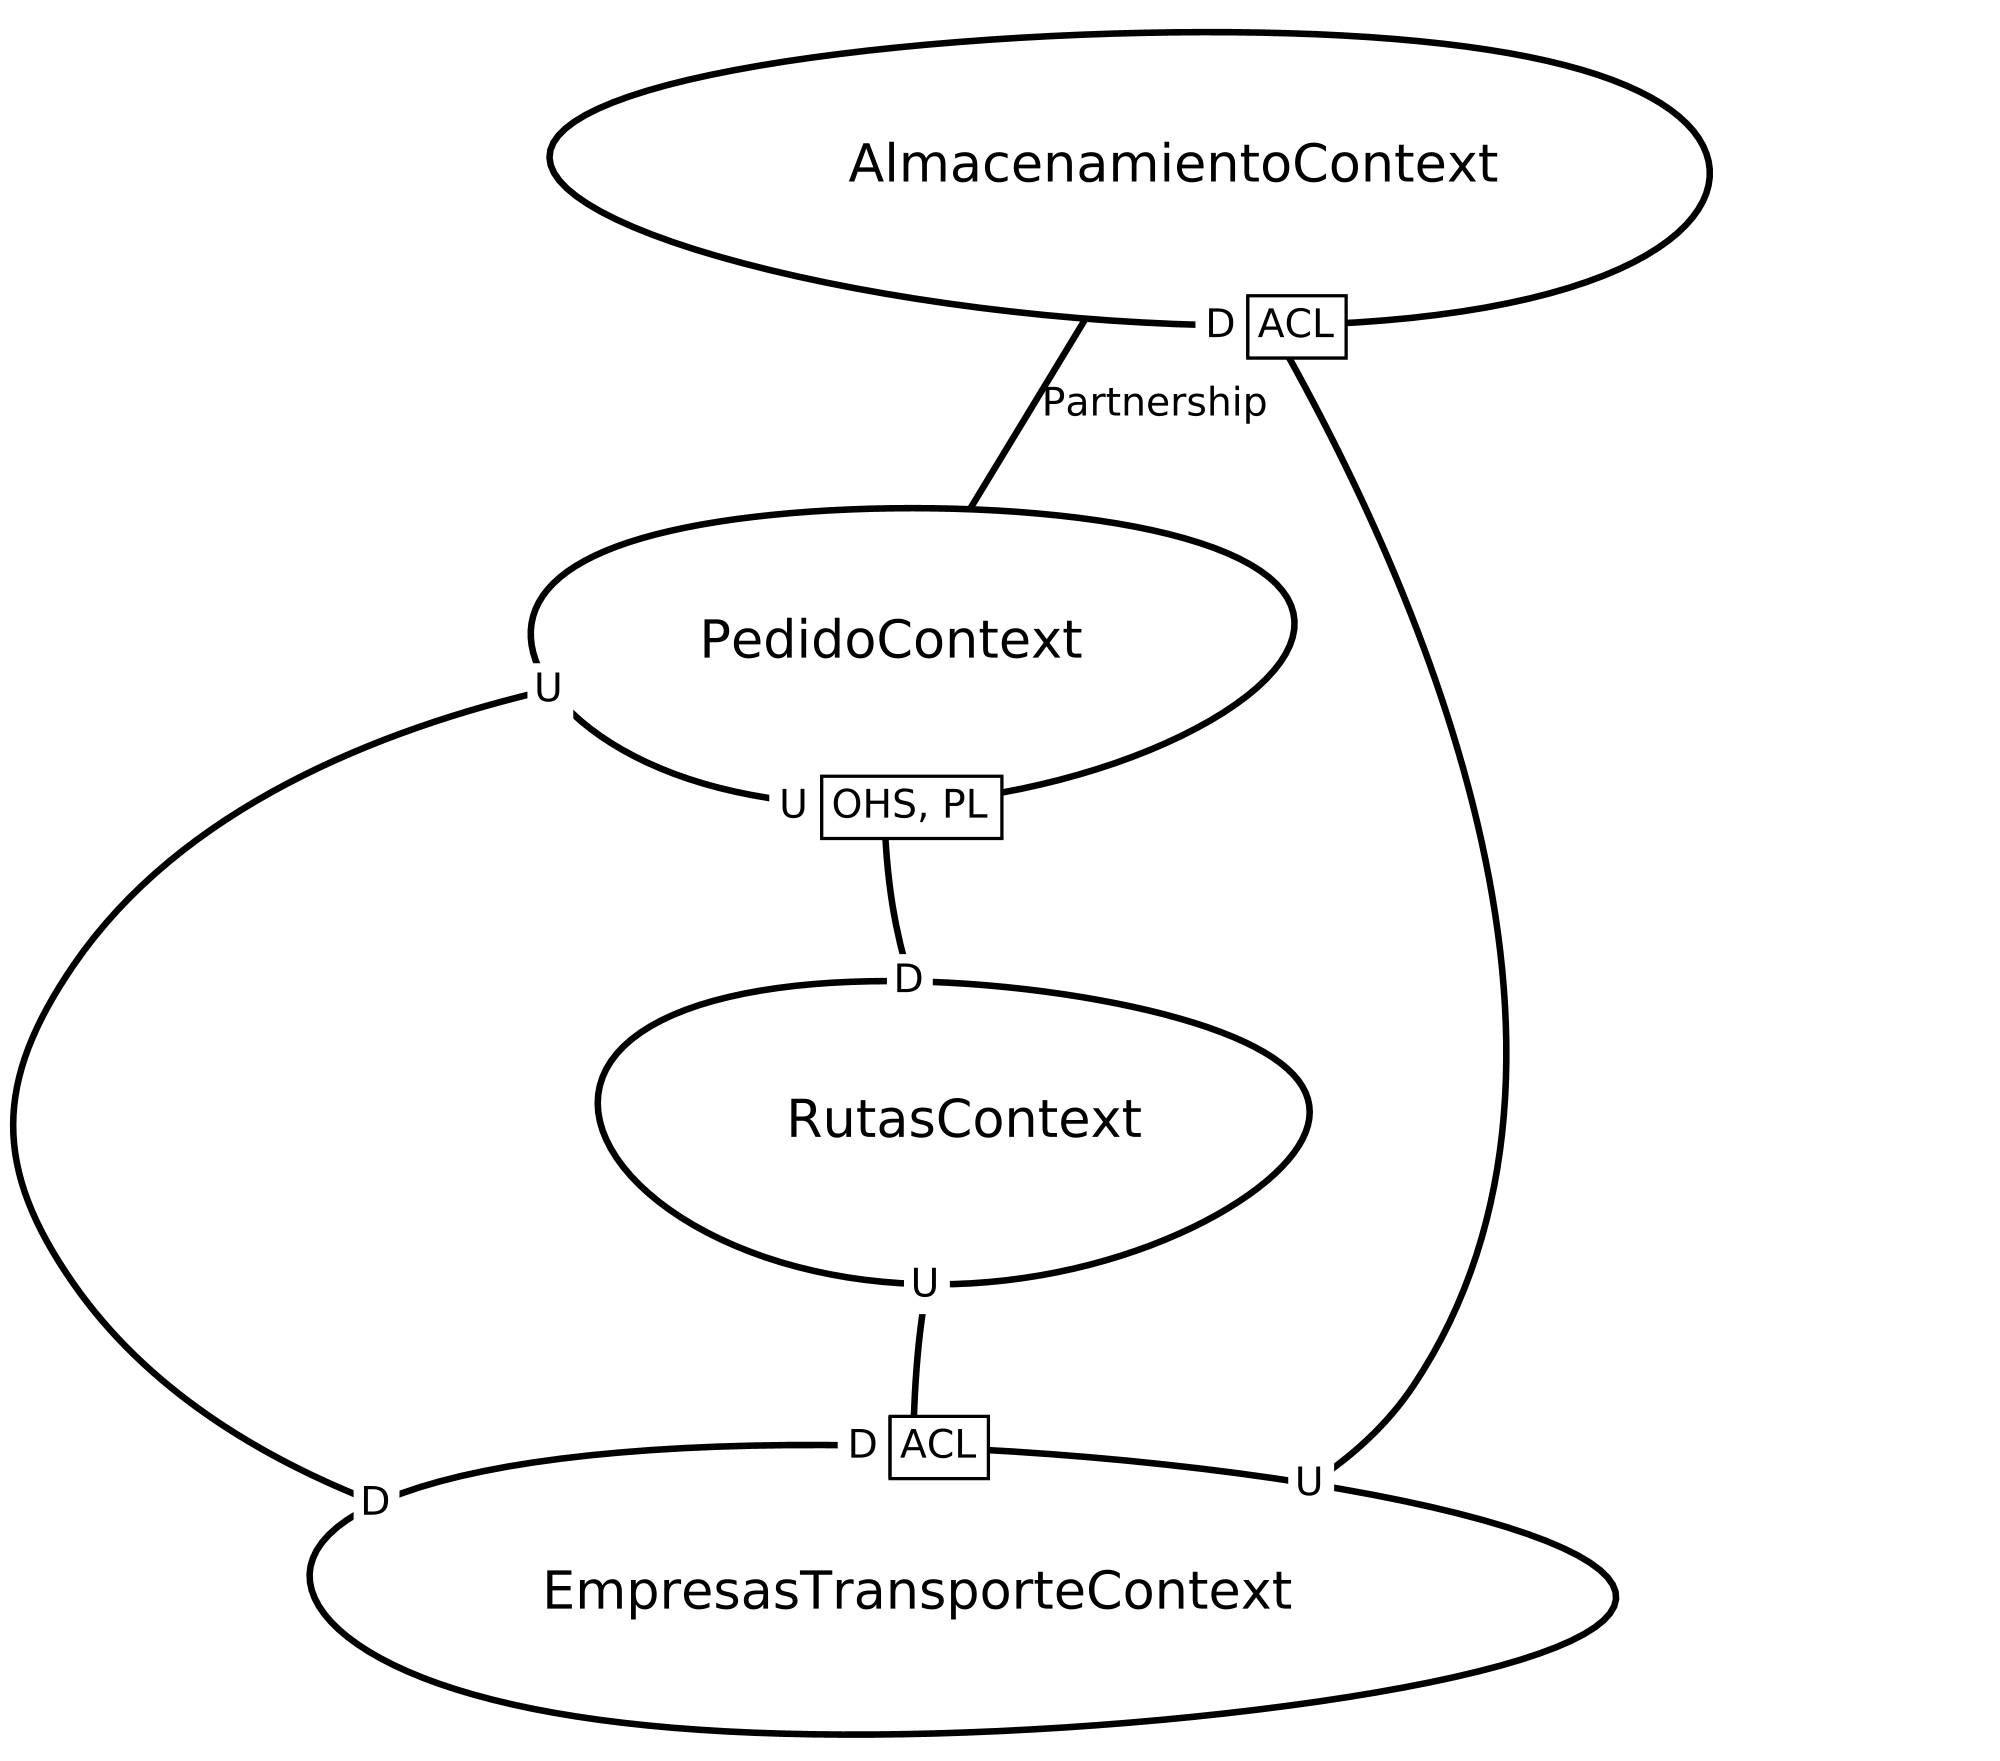 AlmacenamientoContext
D ACL
Partnership
PedidoContext
U
U OHS, PL
D
RutasContext
U
D ACL
U
D
EmpresasTransporteContext